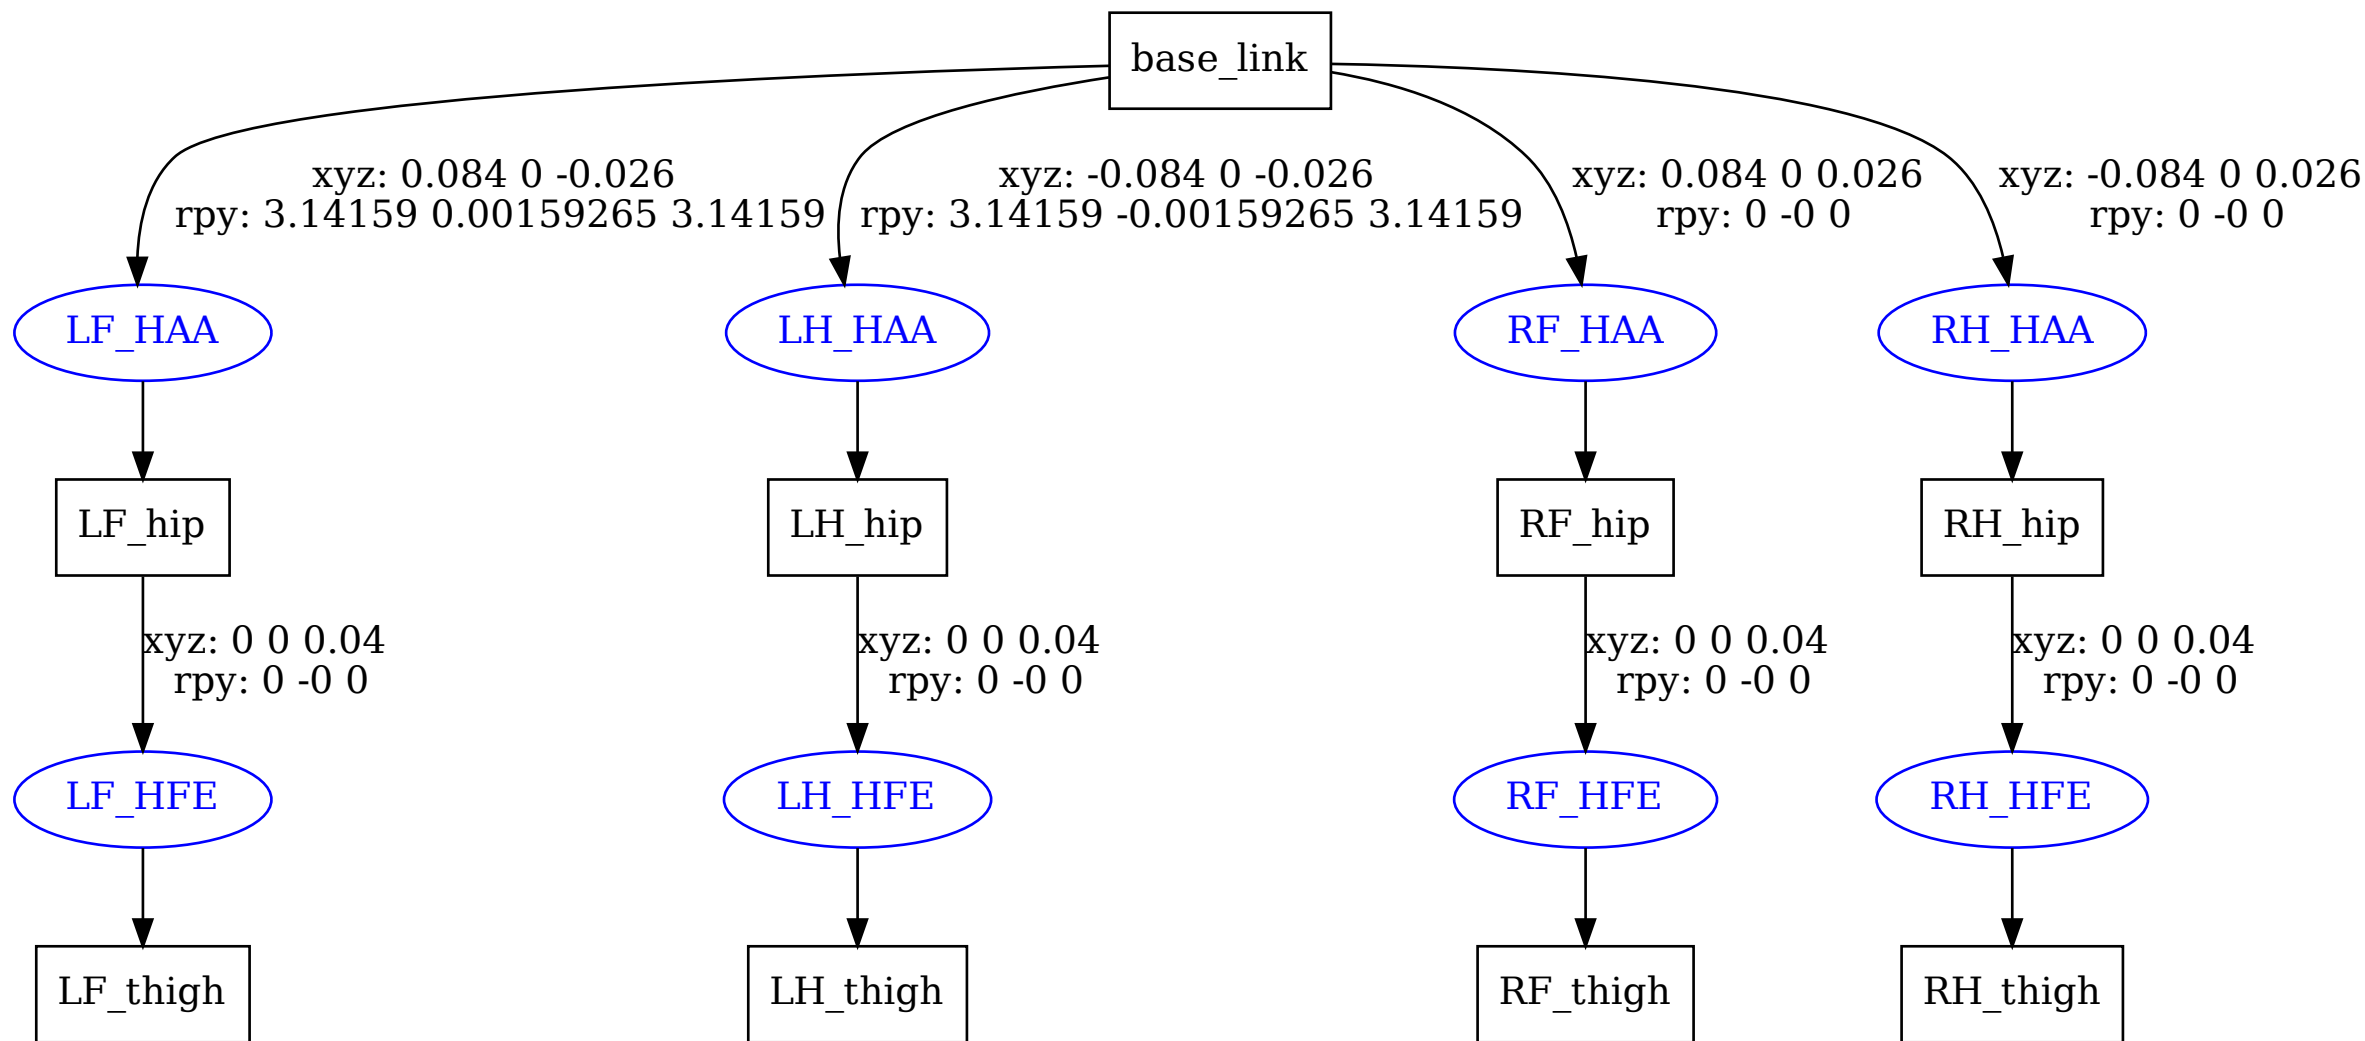 base_link
xyz: 0.084 0 -0.026
rpy: 3.14159 0.00159265 3.14159
xyz: -0.084 0 -0.026
rpy: 3.14159 -0.00159265 3.14159
xyz: 0.084 0 0.026
rpy: 0 -0 0
xyz: -0.084 0 0.026
rpy: 0 -0 0
LF_HAA
LH_HAA
RF_HAA
RH_HAA
LF_hip
LH_hip
RF_hip
RH_hip
xyz: 0 0 0.04
rpy: 0 -0 0
xyz: 0 0 0.04
rpy: 0 -0 0
xyz: 0 0 0.04
rpy: 0 -0 0
xyz: 0 0 0.04
rpy: 0 -0 0
LF_HFE
LH_HFE
RF_HFE
RH_HFE
LF_thigh
LH_thigh
RF_thigh
RH_thigh